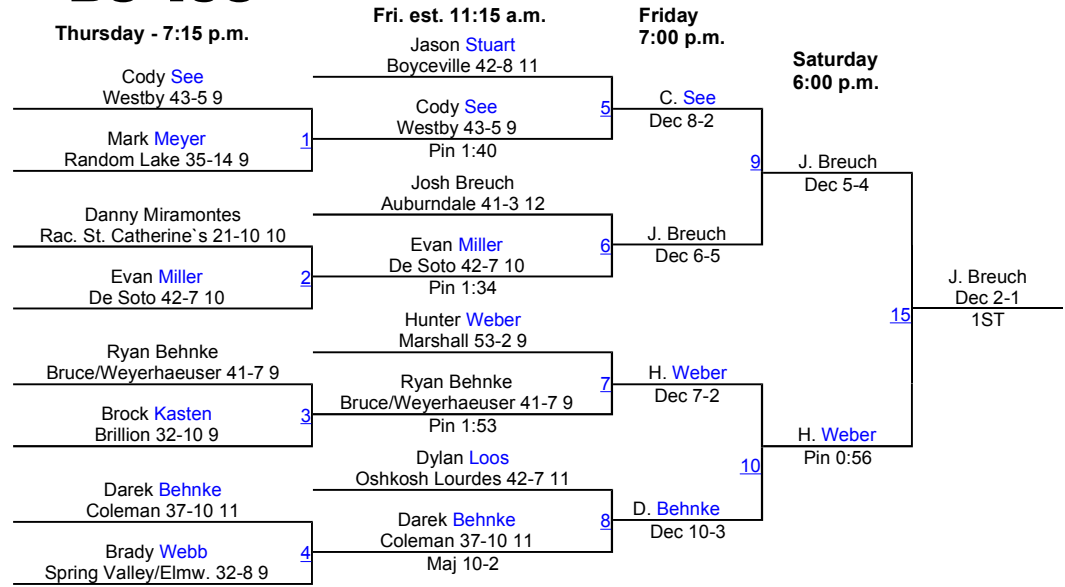 Thursday - 7:15 p.m.
Cody See
Westby 43-5 9
Mark Meyer
Random Lake 35-14 9
1
Danny Miramontes
Rac. St. Catherine`s 21-10 10
Evan Miller
De Soto 42-7 10
2
Ryan Behnke
Bruce/Weyerhaeuser 41-7 9
Brock Kasten
Brillion 32-10 9
3
Darek Behnke
Coleman 37-10 11
Brady Webb
Spring Valley/Elmw. 32-8 9
4
Fri. est. 11:15 a.m.
Jason Stuart
Boyceville 42-8 11
Cody See
Westby 43-5 9
Pin 1:40
5
Josh Breuch
Auburndale 41-3 12
Evan Miller
De Soto 42-7 10
Pin 1:34
6
Hunter Weber
Marshall 53-2 9
Ryan Behnke
Bruce/Weyerhaeuser 41-7 9
Pin 1:53
7
Dylan Loos
Oshkosh Lourdes 42-7 11
Darek Behnke
Coleman 37-10 11
Maj 10-2
8
Friday
7:00 p.m.
C. See
Dec 8-2
9
J. Breuch
Dec 6-5
H. Weber
Dec 7-2
10
D. Behnke
Dec 10-3
Saturday
6:00 p.m.
J. Breuch
Dec 5-4
15
H. Weber
Pin 0:56
J. Breuch
Dec 2-1
1ST